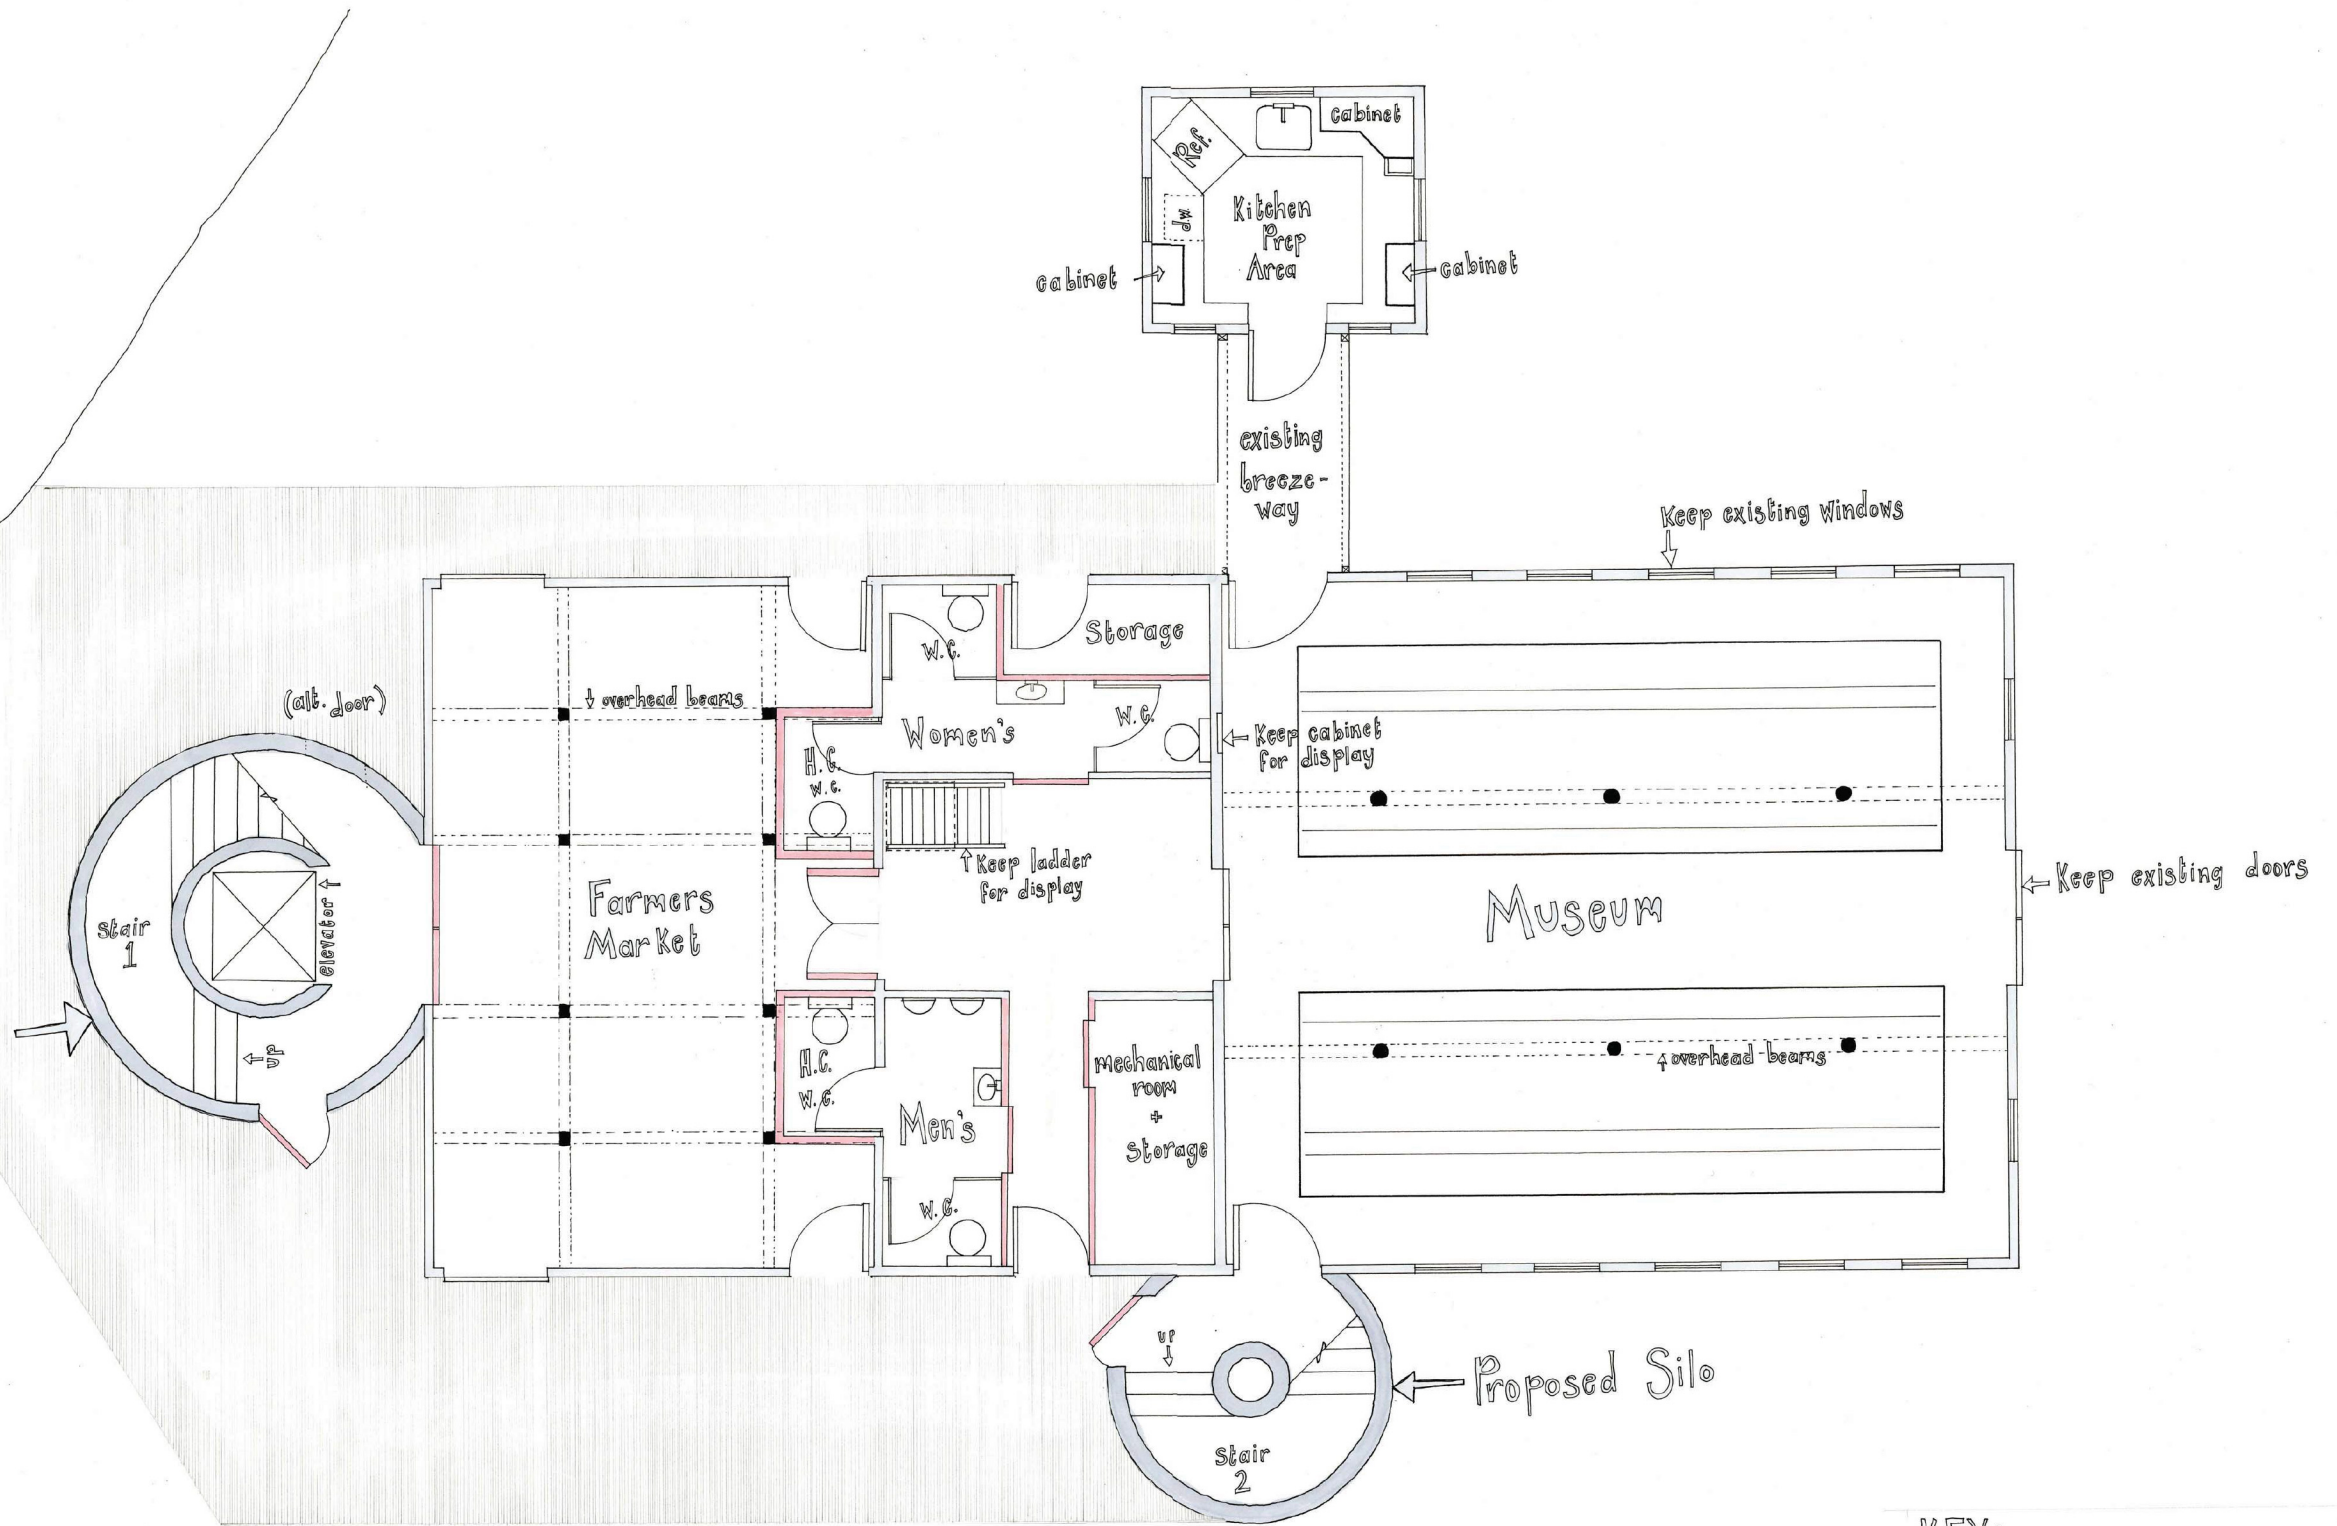 cabinet
Ref.
d.w.
Kitchen
Prep
Area
cabinet
cabinet
existing
breeze-
way
Keep existing windows
Storage
W.C.
(alt. door)
overhead beams
Women's
W.C.
Keep cabinet
for display
H.C.
W.C.
Keep ladder
for display
Farmers
Market
Museum
Keep existing doors
Stair
1
elevator
UP
H.C.
W.C.
Men's
mechanical
room
+
Storage
overhead beams
W.C.
UP
Proposed Silo
Stair
2
KEY